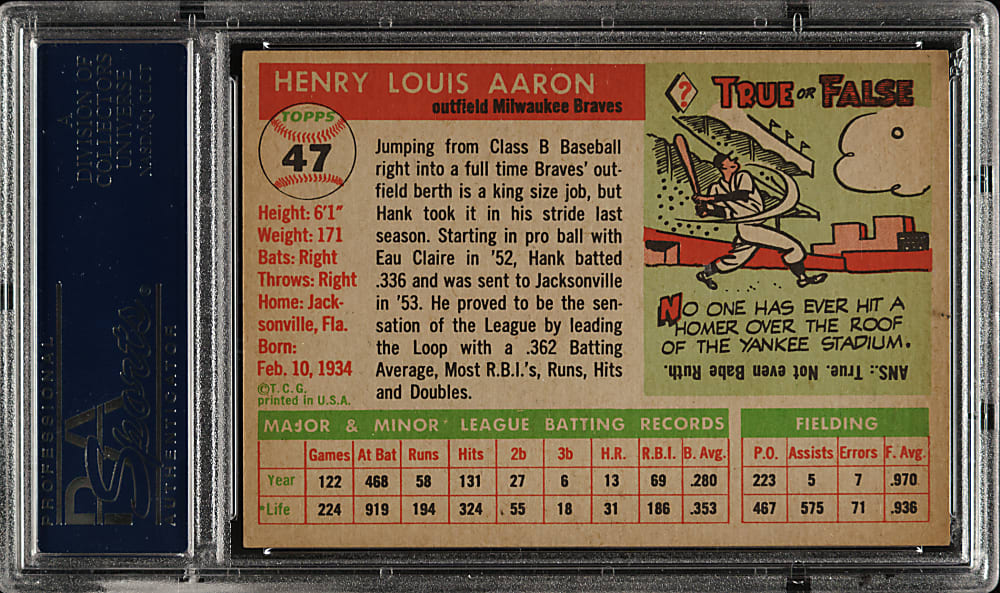 A
DIVISION OF
COLLECTORS
UNIVERSE
NASDAQ: CLCT
PROFESSIONAL
PSA
Sports®
AUTHENTICATOR
HENRY LOUIS AARON
outfield Milwaukee Braves
TOPPS
47
Height: 6'1"
Weight: 171
Bats: Right
Throws: Right
Home: Jack-
sonville, Fla.
Born:
Feb. 10, 1934
©T.C.G.
printed in U.S.A.
Jumping from Class B Baseball
right into a full time Braves' out-
field berth is a king size job, but
Hank took it in his stride last
season. Starting in pro ball with
Eau Claire in '52, Hank batted
.336 and was sent to Jacksonville
in '53. He proved to be the sen-
sation of the League by leading
the Loop with a .362 Batting
Average, Most R.B.I.'s, Runs, Hits
and Doubles.
? TRUE OR FALSE
NO ONE HAS EVER HIT A
HOMER OVER THE ROOF
OF THE YANKEE STADIUM.
ANS.: True. Not even Babe Ruth.
MAJOR & MINOR LEAGUE BATTING RECORDS
Games At Bat Runs Hits 2b 3b H.R. R.B.I. B. Avg.
Year 122 468 58 131 27 6 13 69 .280
Life 224 919 194 324 55 18 31 186 .353
FIELDING
P.O. Assists Errors F. Avg.
223 5 7 .970
467 575 71 .936